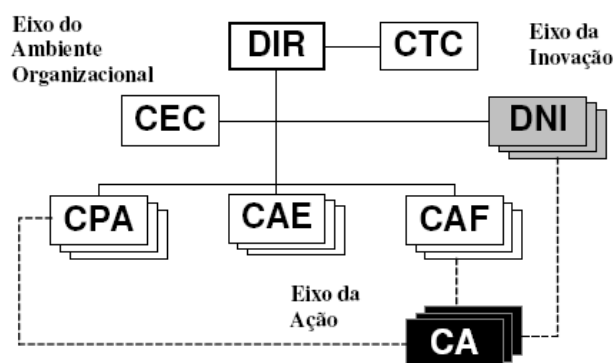 Eixo do
Ambiente
Organizacional
DIR
CTC
Eixo da
Inovação
CEC
DNI
CPA
CAE
CAF
Eixo da
Ação
CA